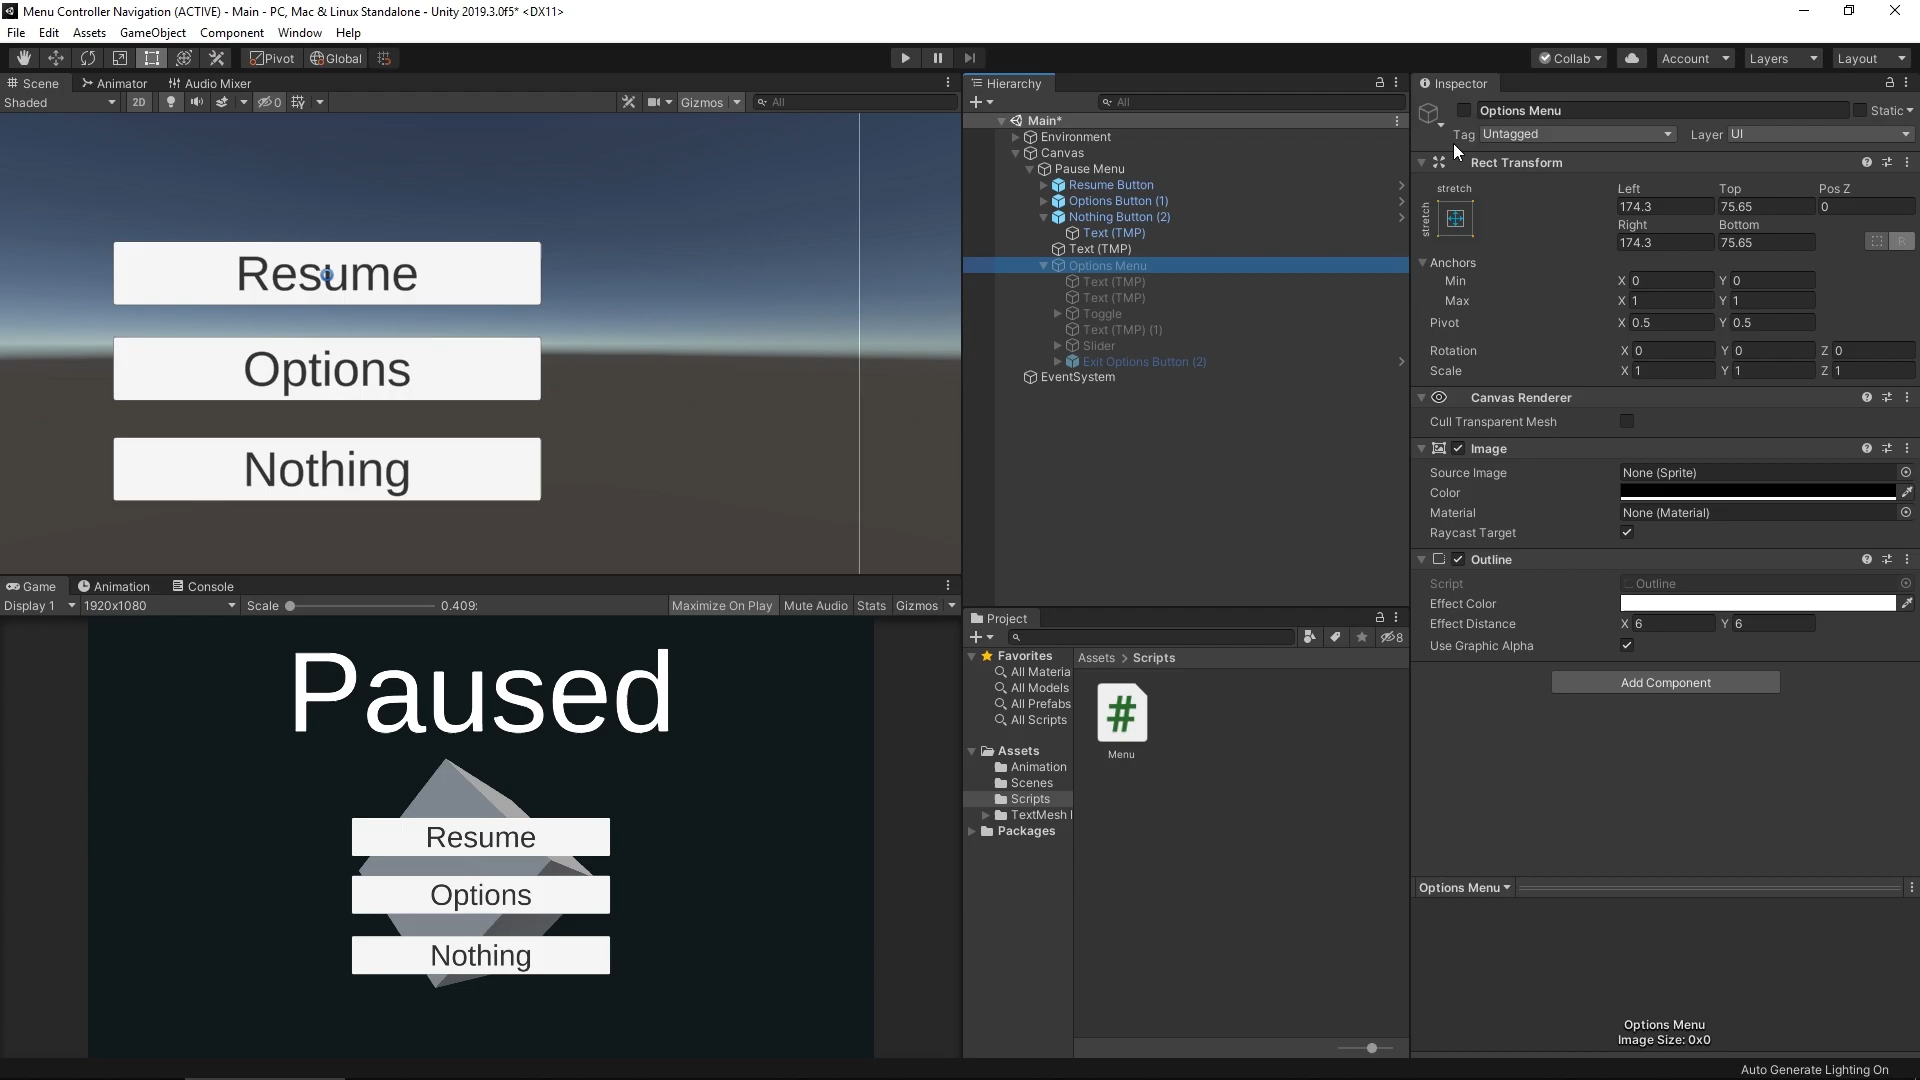 Menu Controller Navigation (ACTIVE) - Main - PC, Mac & Linux Standalone - Unity 2019.3.0f5* <DX11>
File Edit Assets GameObject Component Window Help
Pivot Global Collab Account Layers Layout
Scene Animator Audio Mixer
Shaded 2D 0 Gizmos All
Resume
Options
Nothing
Game Animation Console
Display 1 1920x1080 Scale 0.409: Maximize On Play Mute Audio Stats Gizmos
Paused
Resume
Options
Nothing
Hierarchy
All
Main*
Environment
Canvas
Pause Menu
Resume Button
Options Button (1)
Nothing Button (2)
Text (TMP)
Text (TMP)
Options Menu
Text (TMP)
Text (TMP)
Toggle
Text (TMP) (1)
Slider
Exit Options Button (2)
EventSystem
Project
8
Favorites
All Materia
All Models
All Prefabs
All Scripts
Assets
Animation
Scenes
Scripts
TextMesh
Packages
Assets > Scripts
#
Menu
Inspector
Options Menu Static
Tag Untagged Layer UI
Rect Transform
stretch
stretch
Left Top Pos Z
174.3 75.65 0
Right Bottom
174.3 75.65 R
Anchors
Min X 0 Y 0
Max X 1 Y 1
Pivot X 0.5 Y 0.5
Rotation X 0 Y 0 Z 0
Scale X 1 Y 1 Z 1
Canvas Renderer
Cull Transparent Mesh
Image
Source Image None (Sprite)
Color
Material None (Material)
Raycast Target
Outline
Script Outline
Effect Color
Effect Distance X 6 Y 6
Use Graphic Alpha
Add Component
Options Menu
Options Menu
Image Size: 0x0
Auto Generate Lighting On